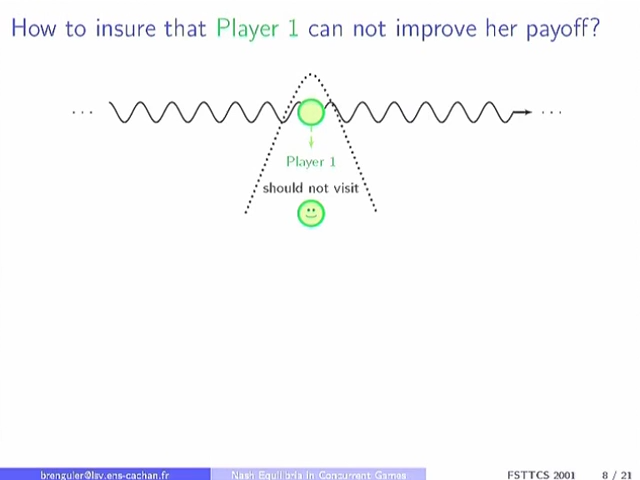 How to insure that Player 1 can not improve her payoff?
... ...
Player 1
should not visit
brenguier@lsv.ens-cachan.fr Nash Equilibria in Concurrent Games FSTTCS 2001 8 / 21